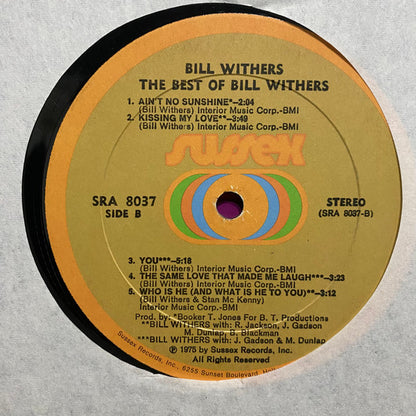 BILL WITHERS
THE BEST OF BILL WITHERS
1. AIN'T NO SUNSHINE*-2:04
(Bill Withers) Interior Music Corp.-BMI
2. KISSING MY LOVE**-3:49
(Bill Withers) Interior Music Corp.-BMI
sussex
SRA 8037
SIDE B
STEREO
(SRA 8037-B)
3. YOU***-5:18
(Bill Withers) Interior Music Corp.-BMI
4. THE SAME LOVE THAT MADE ME LAUGH***-3:23
(Bill Withers) Interior Music Corp.-BMI
5. WHO IS HE (AND WHAT IS HE TO YOU)**-3:12
(Bill Withers & Stan Mc Kenny)
Interior Music Corp.-BMI
Prod. by: *Booker T. Jones For B. T. Productions
**BILL WITHERS with: R. Jackson, J. Gadson
M. Dunlap, B. Blackman
***BILL WITHERS with: J. Gadson & M. Dunlap
Ⓟ 1975 by Sussex Records, Inc.
All Rights Reserved
Sussex Records, Inc., 6255 Sunset Boulevard,